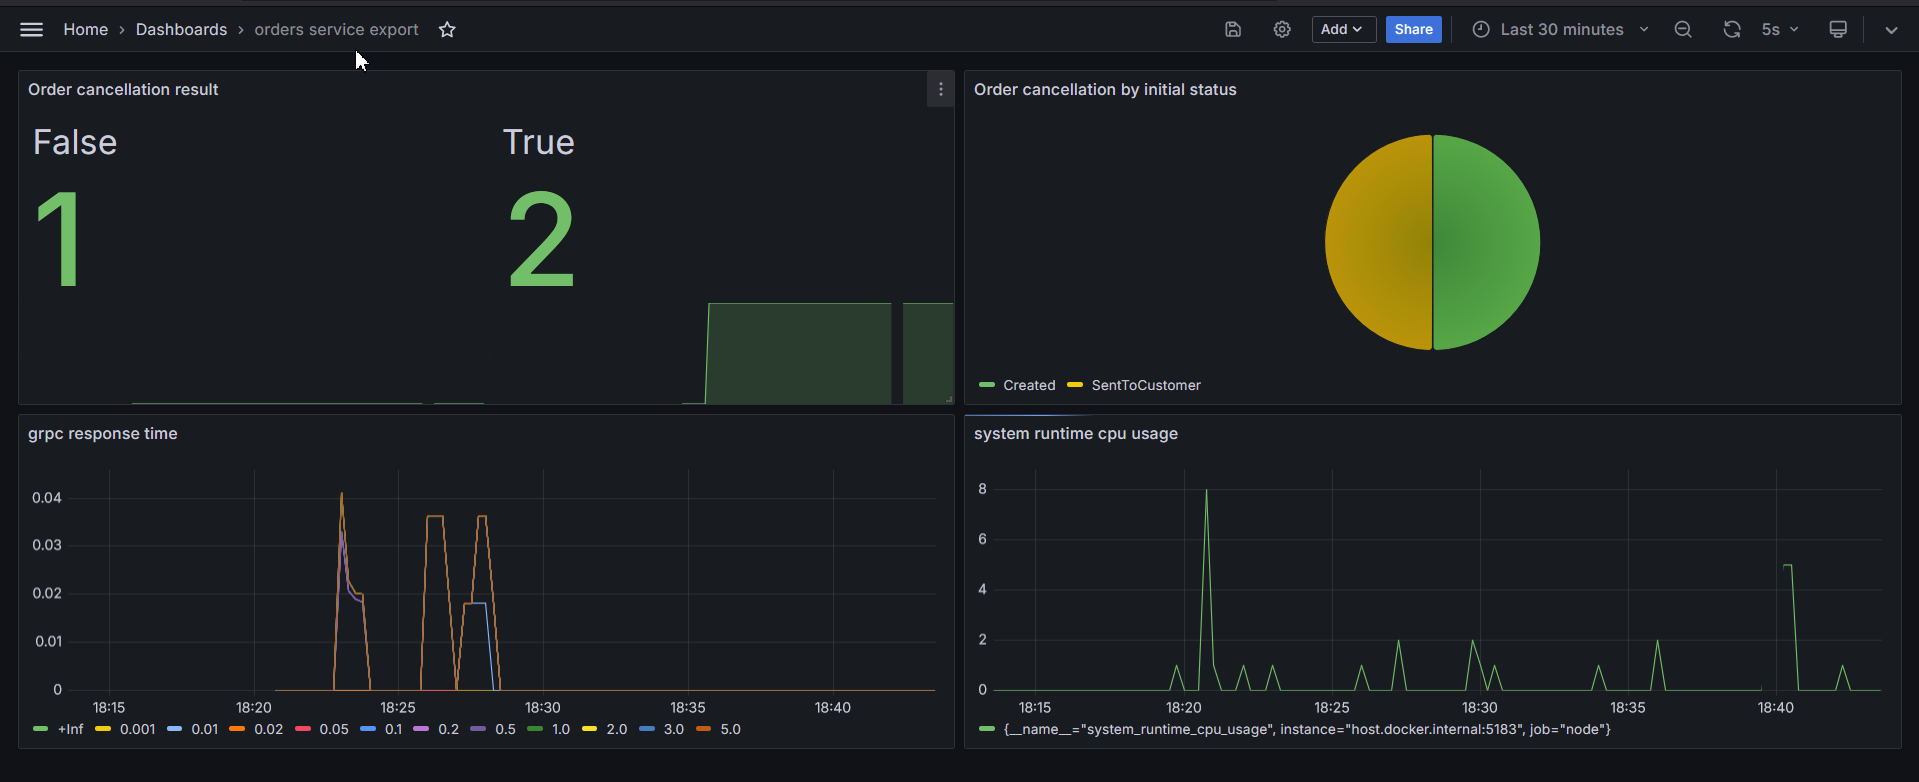 Home › Dashboards › orders service export Add Share Last 30 minutes 5s
Order cancellation result
False True
1 2
Order cancellation by initial status
Created SentToCustomer
grpc response time
0.04
0.03
0.02
0.01
0
18:15 18:20 18:25 18:30 18:35 18:40
+Inf 0.001 0.01 0.02 0.05 0.1 0.2 0.5 1.0 2.0 3.0 5.0
system runtime cpu usage
8
6
4
2
0
18:15 18:20 18:25 18:30 18:35 18:40
{__name__="system_runtime_cpu_usage", instance="host.docker.internal:5183", job="node"}